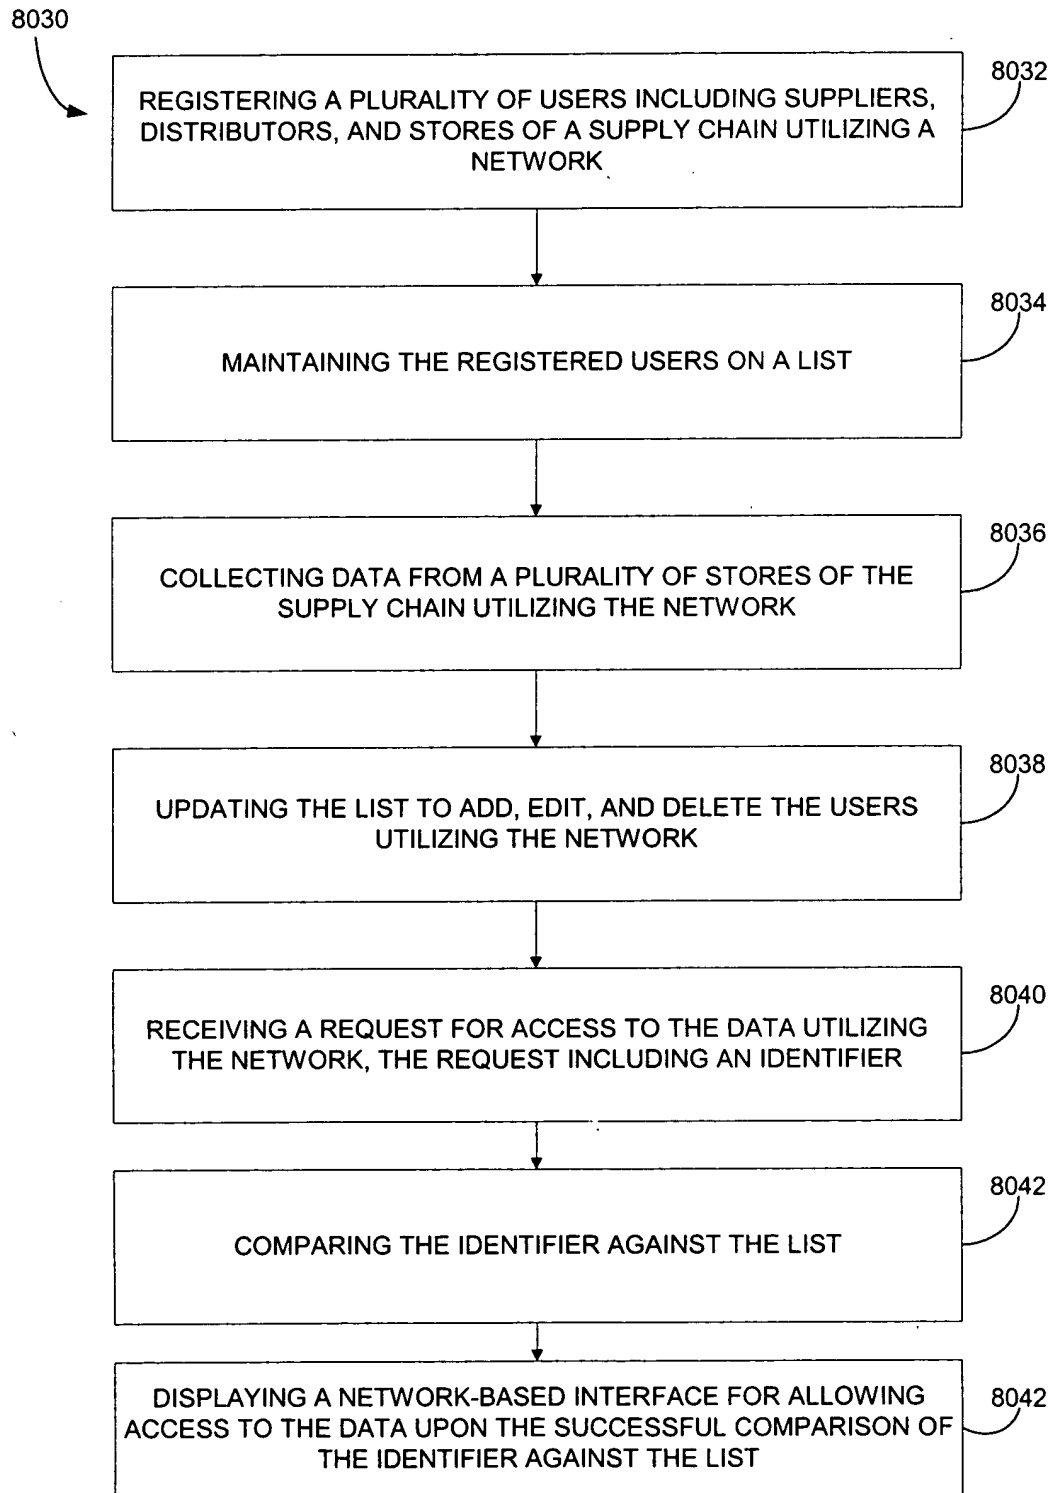 8030
8032
REGISTERING A PLURALITY OF USERS INCLUDING SUPPLIERS,
DISTRIBUTORS, AND STORES OF A SUPPLY CHAIN UTILIZING A
NETWORK
8034
MAINTAINING THE REGISTERED USERS ON A LIST
8036
COLLECTING DATA FROM A PLURALITY OF STORES OF THE
SUPPLY CHAIN UTILIZING THE NETWORK
8038
UPDATING THE LIST TO ADD, EDIT, AND DELETE THE USERS
UTILIZING THE NETWORK
8040
RECEIVING A REQUEST FOR ACCESS TO THE DATA UTILIZING
THE NETWORK, THE REQUEST INCLUDING AN IDENTIFIER
8042
COMPARING THE IDENTIFIER AGAINST THE LIST
8042
DISPLAYING A NETWORK-BASED INTERFACE FOR ALLOWING
ACCESS TO THE DATA UPON THE SUCCESSFUL COMPARISON OF
THE IDENTIFIER AGAINST THE LIST